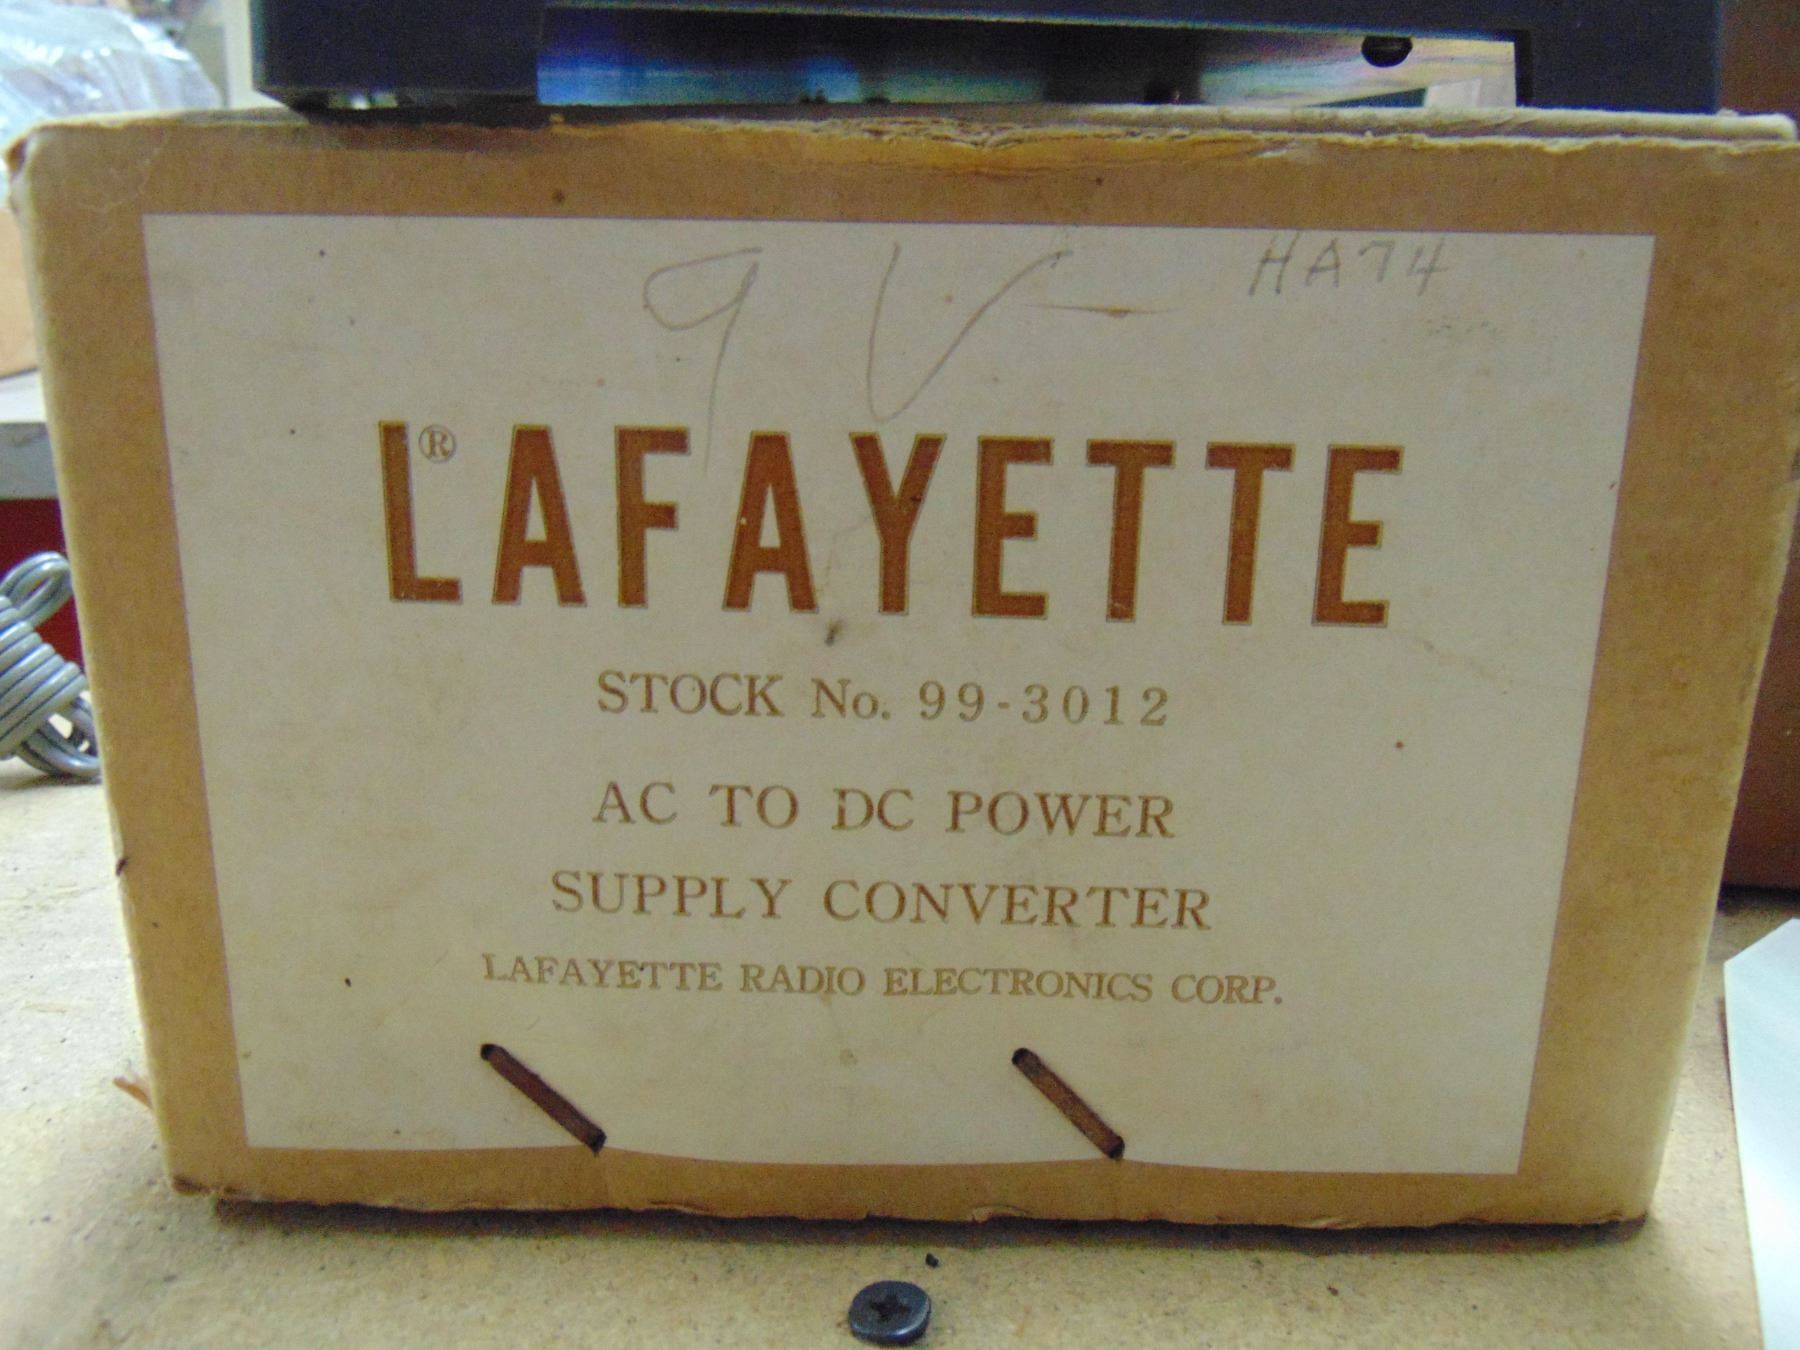 9V HA74
LAFAYETTE®
STOCK No. 99-3012
AC TO DC POWER
SUPPLY CONVERTER
LAFAYETTE RADIO ELECTRONICS CORP.